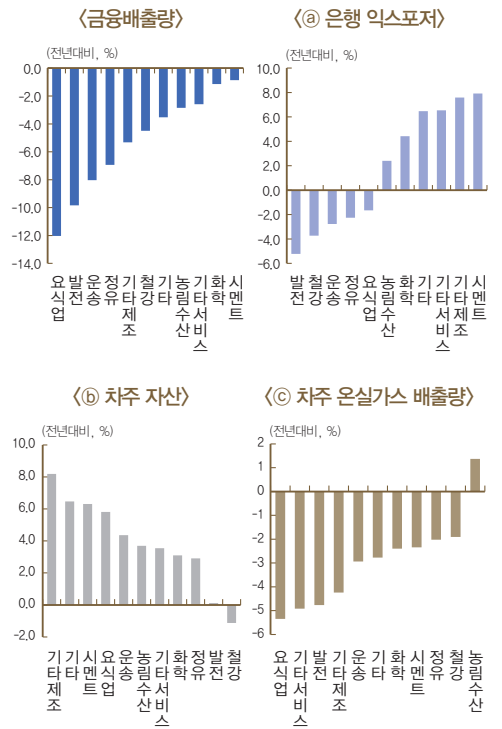 〈금융배출량〉
(전년대비, %)
0.0
-2.0
-4.0
-6.0
-8.0
-10.0
-12.0
-14.0
요식업 발전 운송 정유 기타제조 철강 기타 농림수산 기타서비스 화학 시멘트
〈ⓐ 은행 익스포저〉
(전년대비, %)
10.0
8.0
6.0
4.0
2.0
0.0
-2.0
-4.0
-6.0
발전 철강 운송 정유 요식업 농림수산 화학 기타 기타서비스 기타제조 시멘트
〈ⓑ 차주 자산〉
(전년대비, %)
10.0
8.0
6.0
4.0
2.0
0.0
-2.0
기타제조 기타 시멘트 요식업 운송 농림수산 기타서비스 화학 정유 발전 철강
〈ⓒ 차주 온실가스 배출량〉
(전년대비, %)
2
1
0
-1
-2
-3
-4
-5
-6
요식업 기타서비스 발전 기타제조 운송 기타 화학 시멘트 정유 철강 농림수산